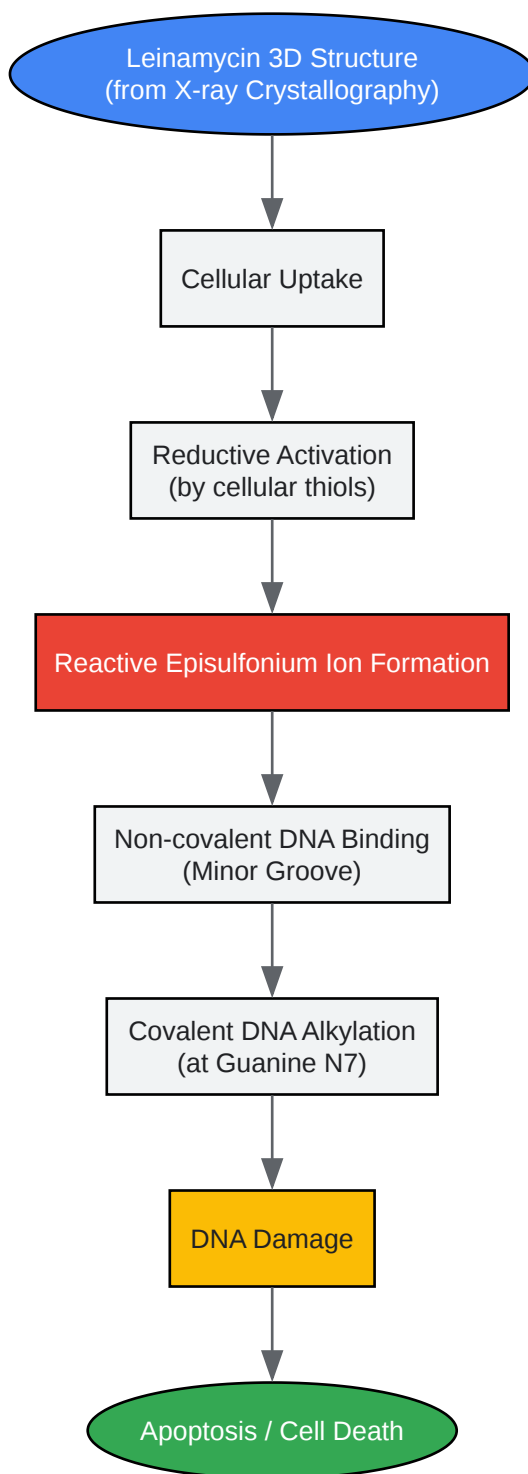 Leinamycin 3D Structure
(from X-ray Crystallography)
Cellular Uptake
Reductive Activation
(by cellular thiols)
Reactive Episulfonium Ion Formation
Non-covalent DNA Binding
(Minor Groove)
Covalent DNA Alkylation
(at Guanine N7)
DNA Damage
Apoptosis / Cell Death